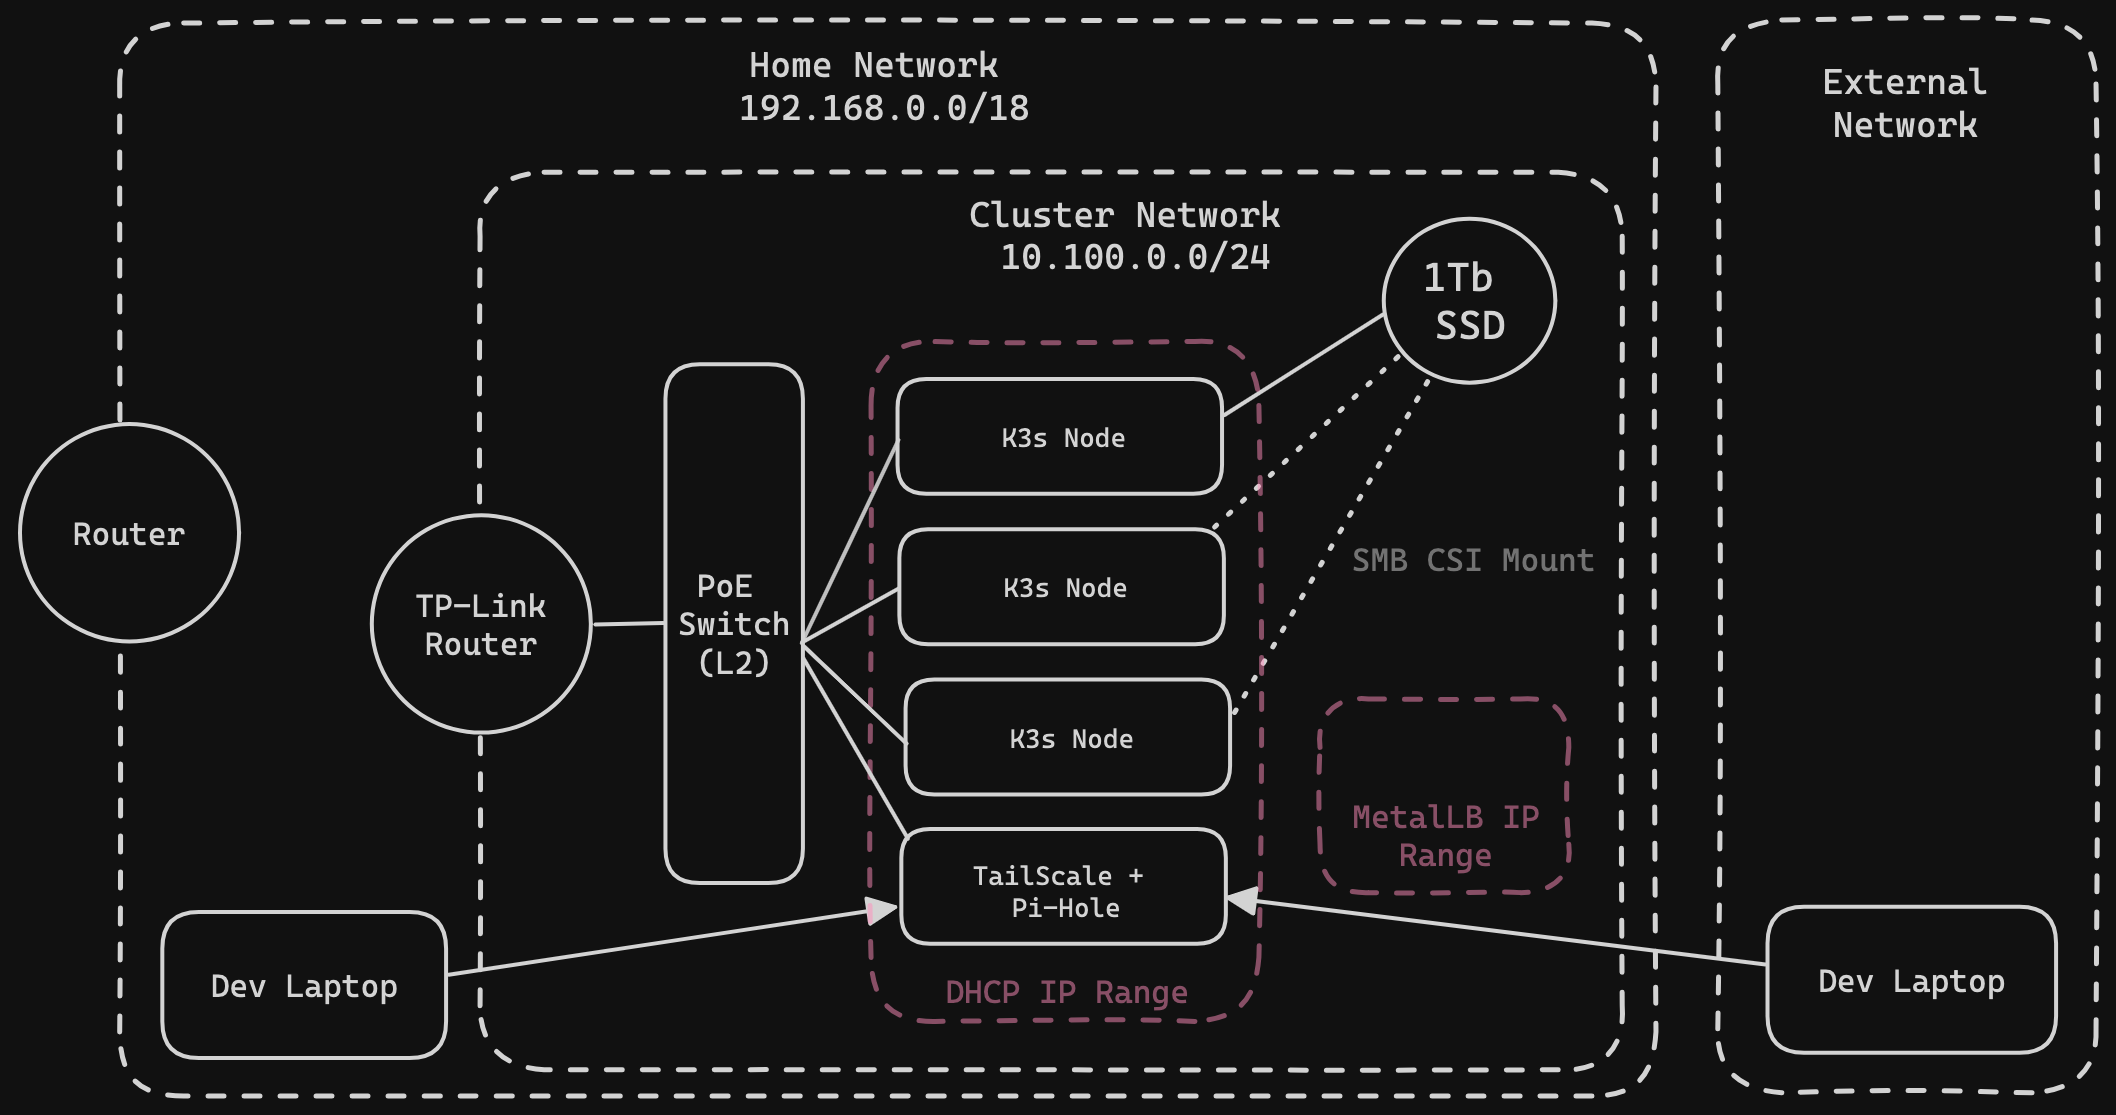 Home Network
192.168.0.0/18
External
Network
Cluster Network
10.100.0.0/24
1Tb
SSD
K3s Node
Router
SMB CSI Mount
K3s Node
TP-Link
Router
PoE
Switch
(L2)
K3s Node
MetalLB IP
Range
TailScale +
Pi-Hole
Dev Laptop
DHCP IP Range
Dev Laptop